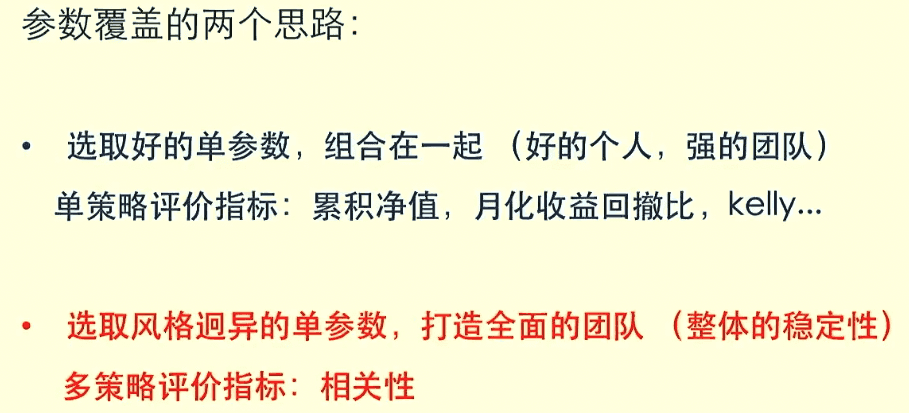 参数覆盖的两个思路：
• 选取好的单参数，组合在一起 （好的个人，强的团队）
单策略评价指标：累积净值，月化收益回撤比，kelly...
• 选取风格迥异的单参数，打造全面的团队 （整体的稳定性）
多策略评价指标：相关性